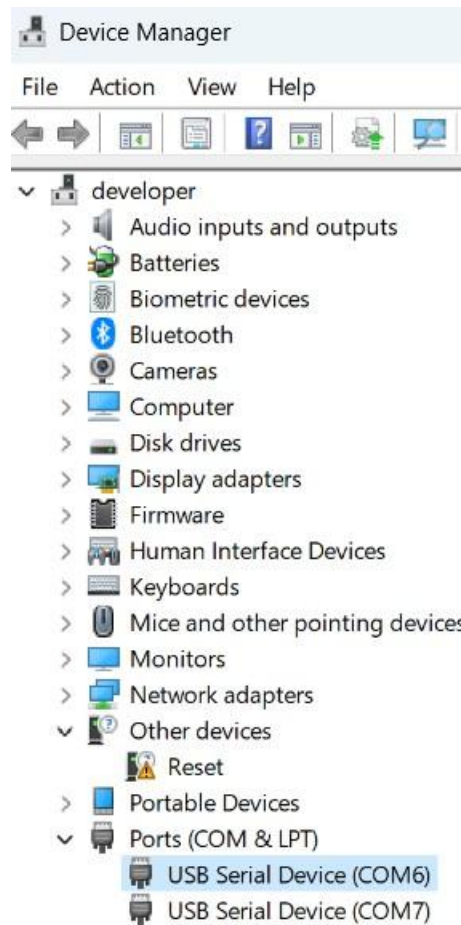 Device Manager
File Action View Help
developer
Audio inputs and outputs
Batteries
Biometric devices
Bluetooth
Cameras
Computer
Disk drives
Display adapters
Firmware
Human Interface Devices
Keyboards
Mice and other pointing devices
Monitors
Network adapters
Other devices
Reset
Portable Devices
Ports (COM & LPT)
USB Serial Device (COM6)
USB Serial Device (COM7)